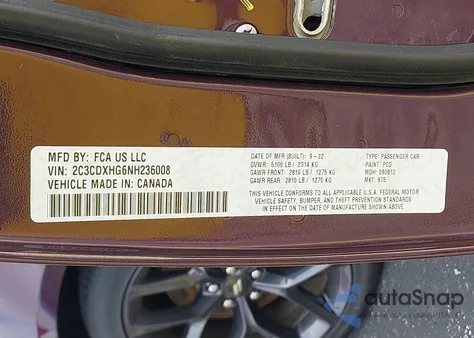 MFD BY: FCA US LLC
VIN: 2C3CDXHG6NH236008
VEHICLE MADE IN: CANADA
DATE OF MFR (BUILT): 9-22
TYPE: PASSENGER CAR
GVWR: 5100 LB / 2314 KG
PAINT: PCD
GAWR FRONT: 2810 LB / 1275 KG
MDH: 090812
GAWR REAR: 2810 LB / 1275 KG
MKT: 875
THIS VEHICLE CONFORMS TO ALL APPLICABLE U.S.A. FEDERAL MOTOR
VEHICLE SAFETY, BUMPER, AND THEFT PREVENTION STANDARDS
IN EFFECT ON THE DATE OF MANUFACTURE SHOWN ABOVE.
autoSnap